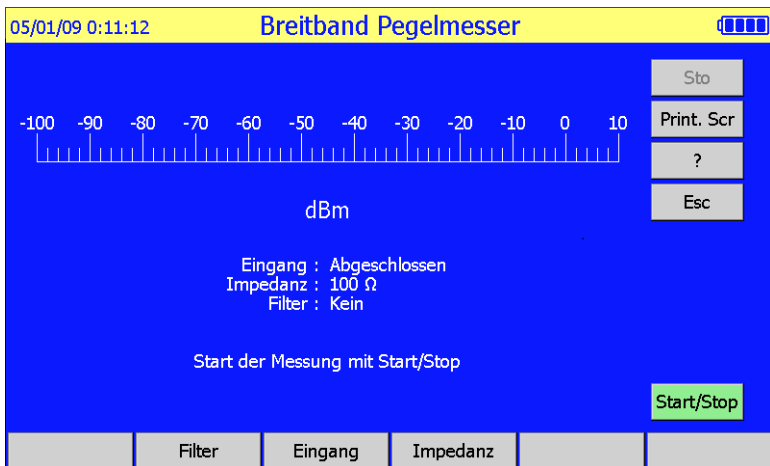 05/01/09 0:11:12 Breitband Pegelmesser
Sto
Print. Scr
?
Esc
-100 -90 -80 -70 -60 -50 -40 -30 -20 -10 0 10
dBm
Eingang : Abgeschlossen
Impedanz : 100 Ω
Filter : Kein
Start der Messung mit Start/Stop
Start/Stop
Filter Eingang Impedanz